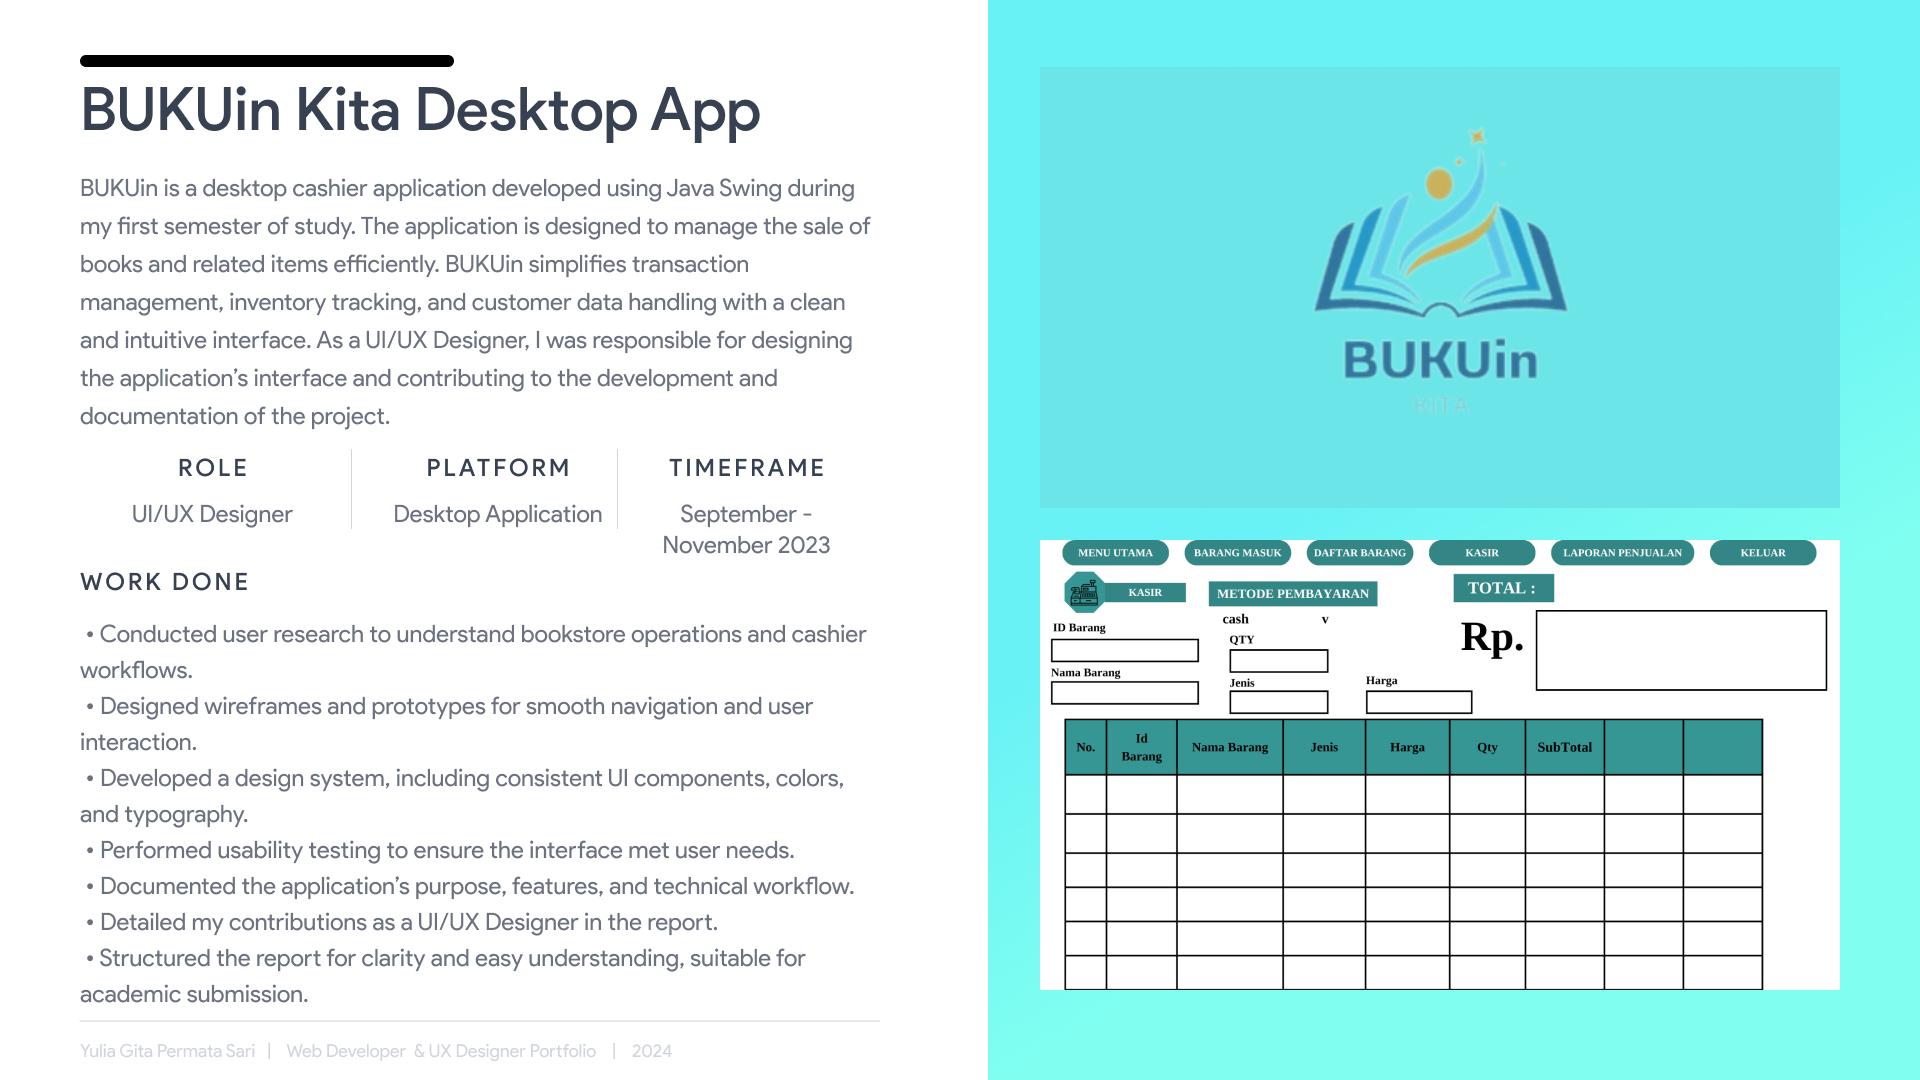 BUKUin Kita Desktop App
BUKUin is a desktop cashier application developed using Java Swing during
my first semester of study. The application is designed to manage the sale of
books and related items efficiently. BUKUin simplifies transaction
management, inventory tracking, and customer data handling with a clean
and intuitive interface. As a UI/UX Designer, I was responsible for designing
the application’s interface and contributing to the development and
documentation of the project.
ROLE
UI/UX Designer
PLATFORM
Desktop Application
TIMEFRAME
September -
November 2023
WORK DONE
• Conducted user research to understand bookstore operations and cashier
workflows.
• Designed wireframes and prototypes for smooth navigation and user
interaction.
• Developed a design system, including consistent UI components, colors,
and typography.
• Performed usability testing to ensure the interface met user needs.
• Documented the application’s purpose, features, and technical workflow.
• Detailed my contributions as a UI/UX Designer in the report.
• Structured the report for clarity and easy understanding, suitable for
academic submission.
Yulia Gita Permata Sari | Web Developer & UX Designer Portfolio | 2024
BUKUin
KITA
MENU UTAMA BARANG MASUK DAFTAR BARANG KASIR LAPORAN PENJUALAN KELUAR
KASIR METODE PEMBAYARAN TOTAL :
cash v
ID Barang
QTY
Rp.
Nama Barang
Jenis
Harga
No. Id Barang Nama Barang Jenis Harga Qty SubTotal